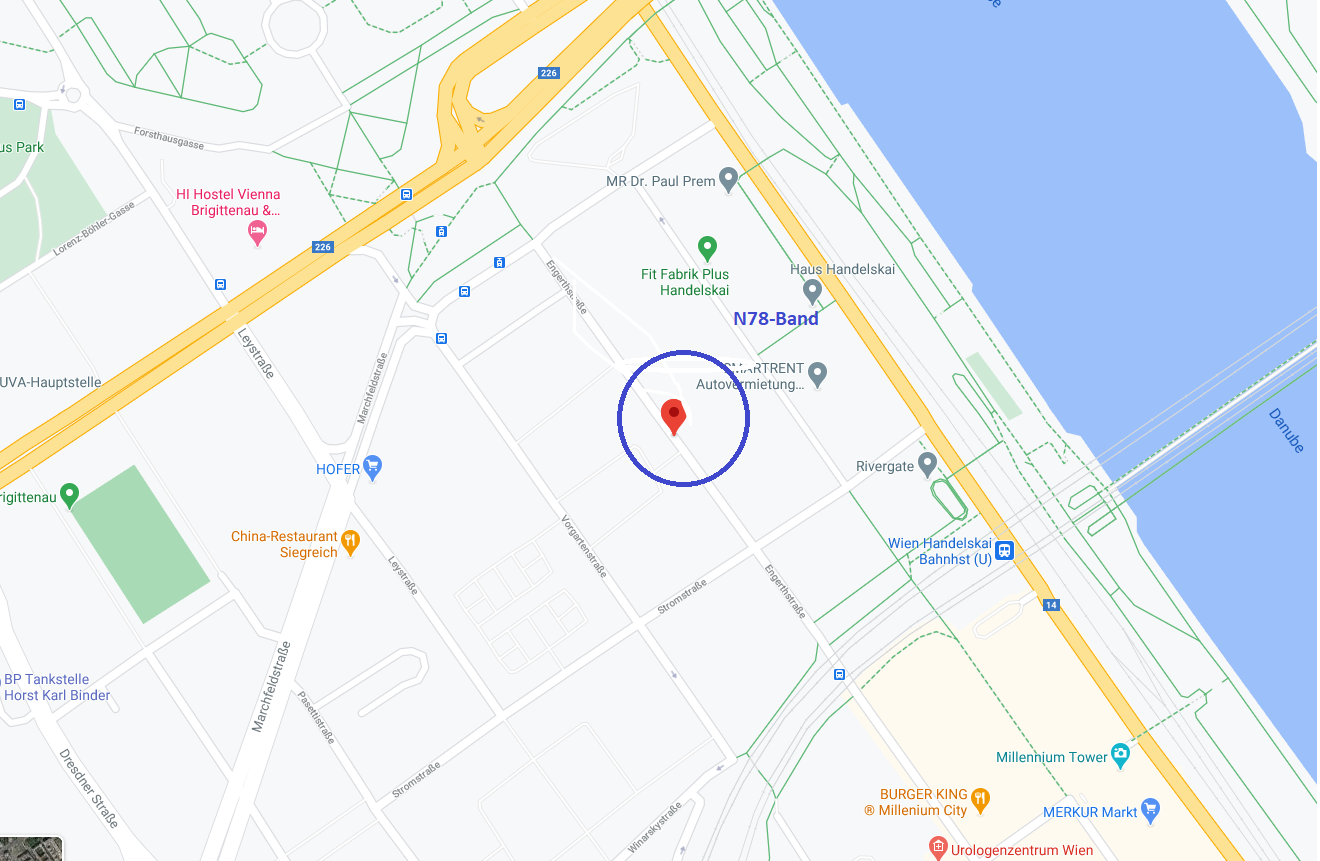 226
Forsthausgasse
us Park
MR Dr. Paul Prem
HI Hostel Vienna
Brigittenau &...
Lorenz-Böhler-Gasse
226
Engerthstraße
Fit Fabrik Plus
Handelskai
Haus Handelskai
N78-Band
Leystraße
Marchfeldstraße
UVA-Hauptstelle
SMARTRENT
Autovermietung...
Danube
HOFER
Rivergate
rigittenau
China-Restaurant
Siegreich
Vorgartenstraße
Wien Handelskai
Bahnhst (U)
Leystraße
Stromstraße
Engerthstraße
14
BP Tankstelle
Horst Karl Binder
Marchfeldstraße
Pasettistraße
Dresdner Straße
Stromstraße
Millennium Tower
BURGER KING
® Millenium City
MERKUR Markt
Winarskystraße
Urologenzentrum Wien